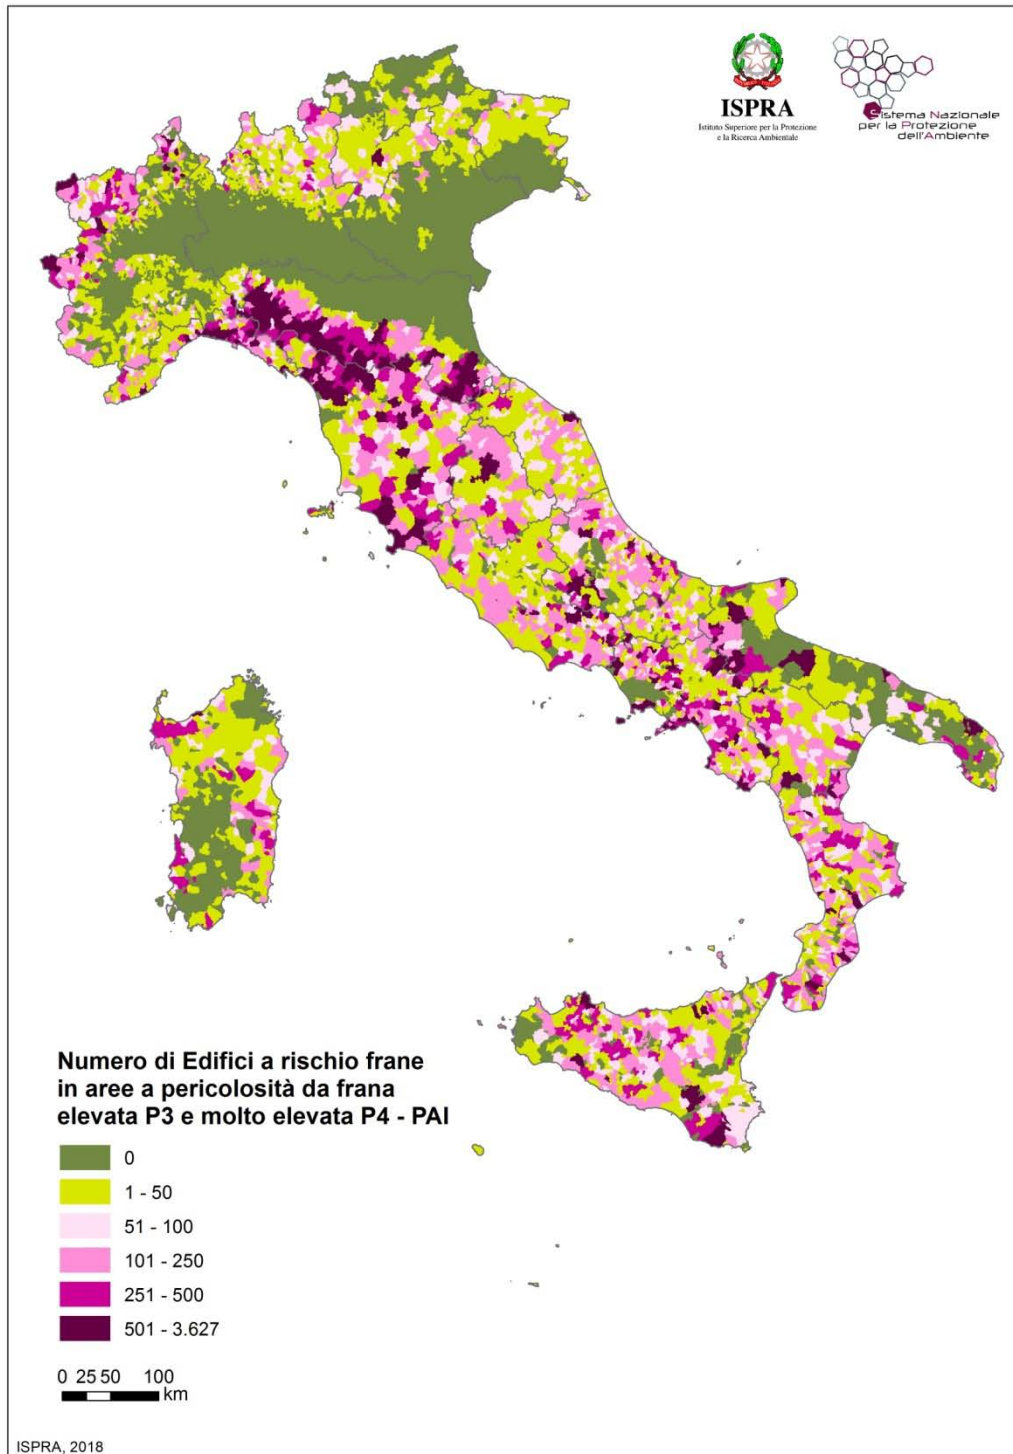 ISPRA
Istituto Superiore per la Protezione
e la Ricerca Ambientale
Sistema Nazionale
per la Protezione
dell'Ambiente
Numero di Edifici a rischio frane
in aree a pericolosità da frana
elevata P3 e molto elevata P4 - PAI
0
1 - 50
51 - 100
101 - 250
251 - 500
501 - 3.627
0 25 50 100
km
ISPRA, 2018